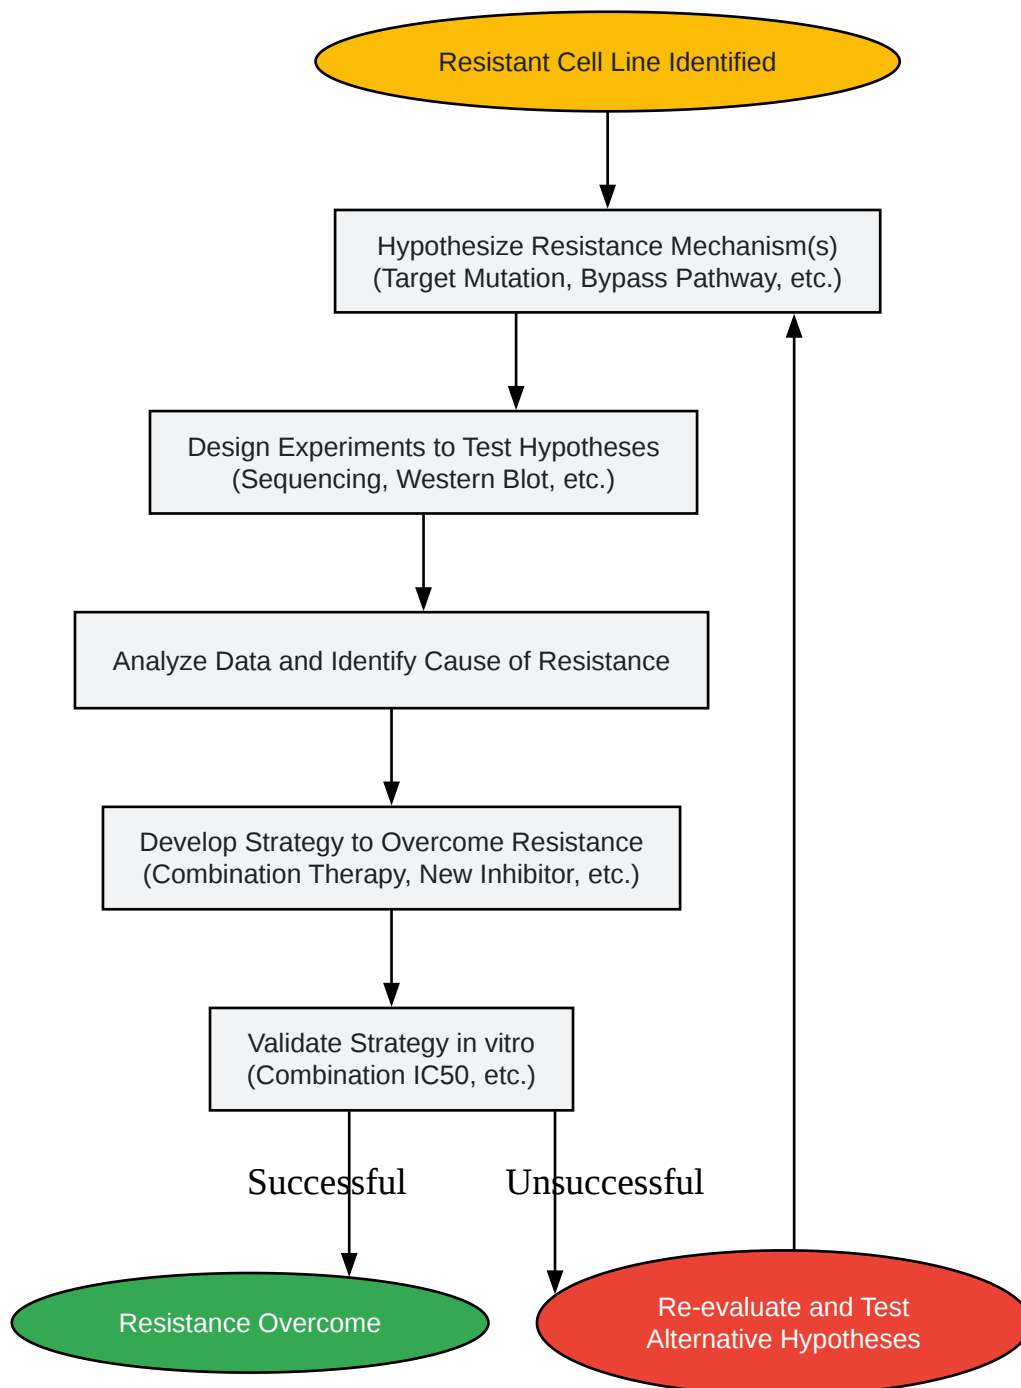 Resistant Cell Line Identified
Hypothesize Resistance Mechanism(s)
(Target Mutation, Bypass Pathway, etc.)
Design Experiments to Test Hypotheses
(Sequencing, Western Blot, etc.)
Analyze Data and Identify Cause of Resistance
Develop Strategy to Overcome Resistance
(Combination Therapy, New Inhibitor, etc.)
Validate Strategy in vitro
(Combination IC50, etc.)
Successful
Unsuccessful
Resistance Overcome
Re-evaluate and Test
Alternative Hypotheses